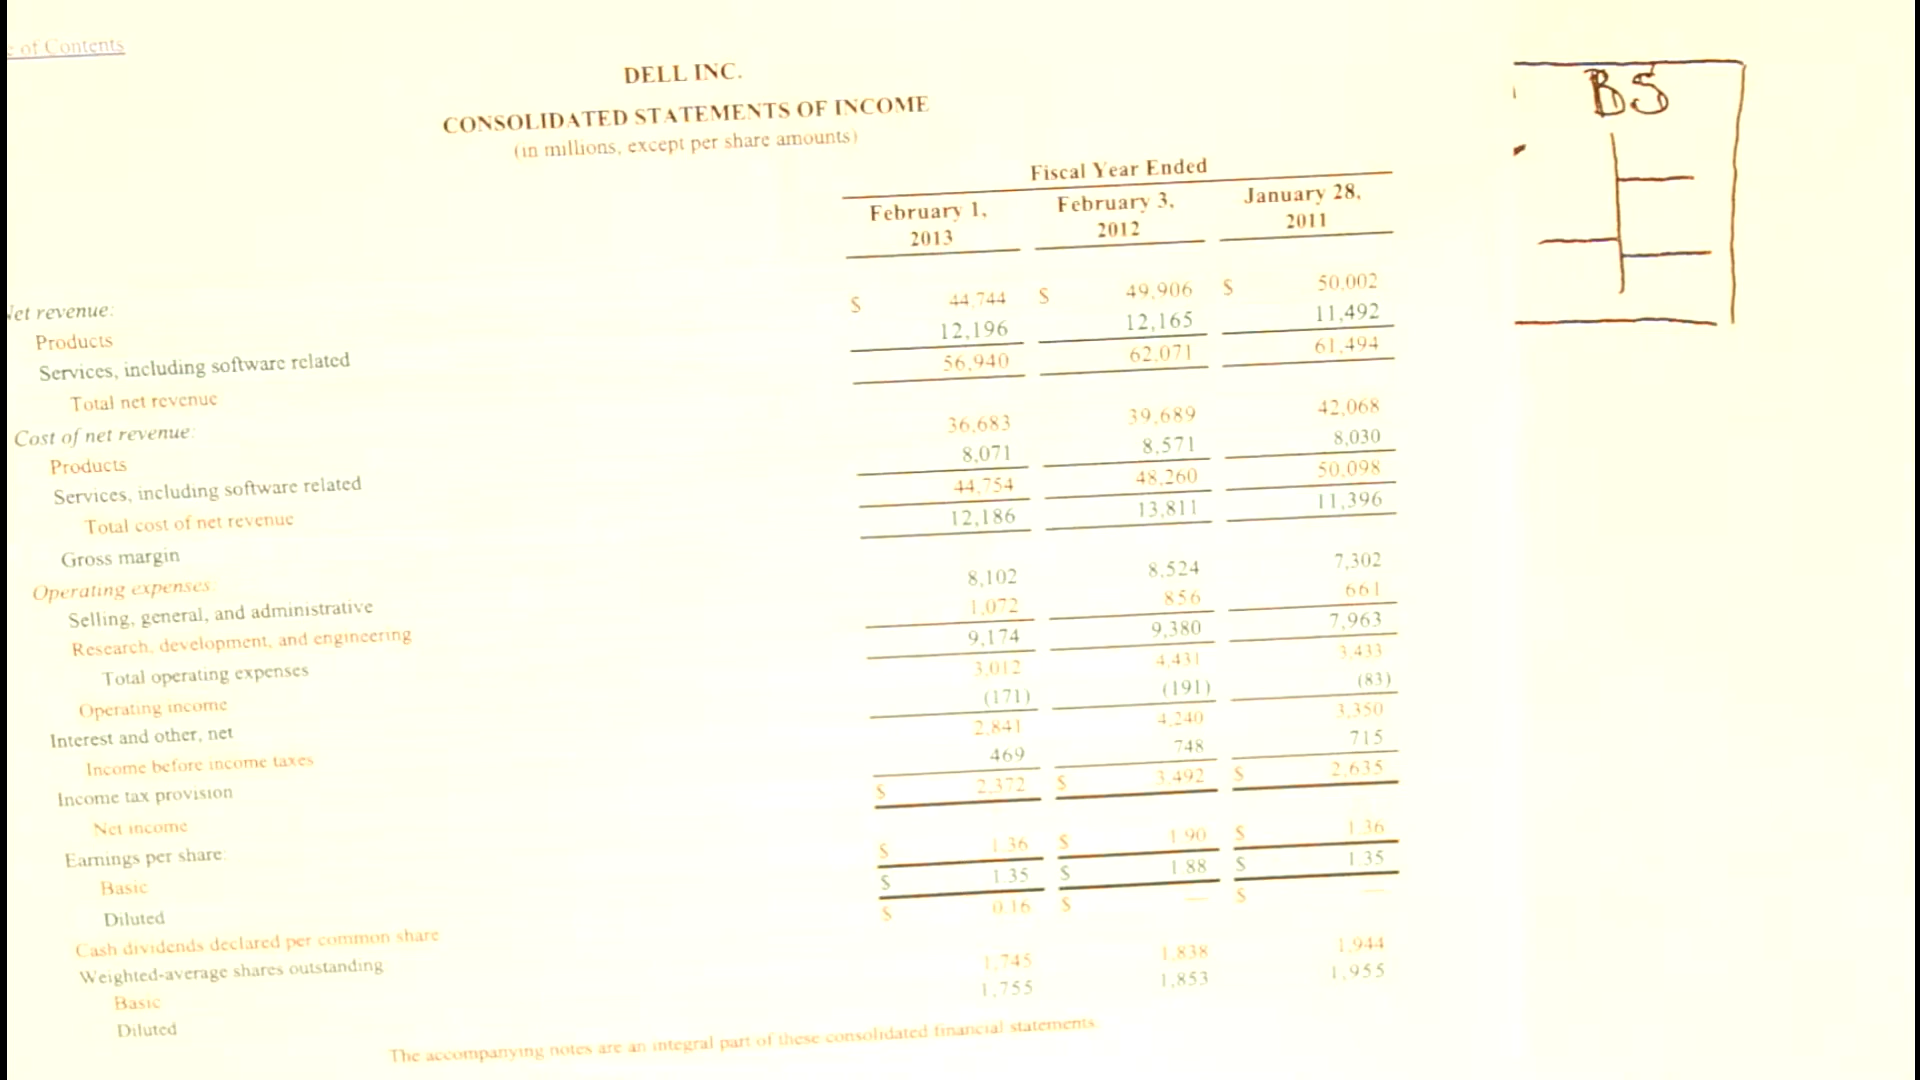 of Contents
DELL INC.
CONSOLIDATED STATEMENTS OF INCOME
(in millions, except per share amounts)
Fiscal Year Ended
February 1, 2013 February 3, 2012 January 28, 2011
Net revenue:
Products $ 44,744 $ 49,906 $ 50,002
Services, including software related 12,196 12,165 11,492
Total net revenue 56,940 62,071 61,494
Cost of net revenue:
Products 36,683 39,689 42,068
Services, including software related 8,071 8,571 8,030
Total cost of net revenue 44,754 48,260 50,098
Gross margin 12,186 13,811 11,396
Operating expenses:
Selling, general, and administrative 8,102 8,524 7,302
Research, development, and engineering 1,072 856 661
Total operating expenses 9,174 9,380 7,963
Operating income 3,012 4,431 3,433
Interest and other, net (171) (191) (83)
Income before income taxes 2,841 4,240 3,350
Income tax provision 469 748 715
Net income $ 2,372 $ 3,492 $ 2,635
Earnings per share:
Basic $ 1.36 $ 1.90 $ 1.36
Diluted $ 1.35 $ 1.88 $ 1.35
Cash dividends declared per common share $ 0.16 $ — $ —
Weighted-average shares outstanding
Basic 1,745 1,838 1,944
Diluted 1,755 1,853 1,955
The accompanying notes are an integral part of these consolidated financial statements.
BS